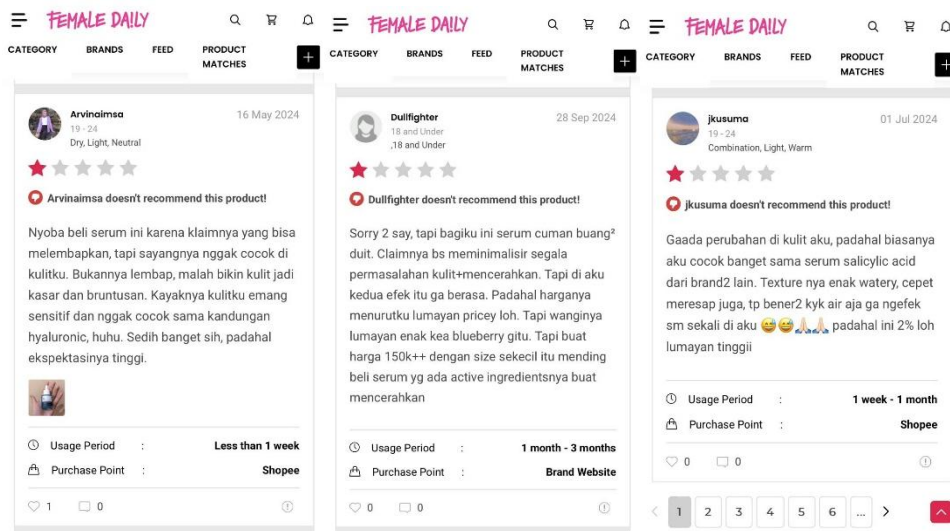 FEMALE DAILY
CATEGORY BRANDS FEED PRODUCT MATCHES
+
Arvinaimsa
16 May 2024
19 - 24
Dry, Light, Neutral
Arvinaimsa doesn't recommend this product!
Nyoba beli serum ini karena klaimnya yang bisa
melembapkan, tapi sayangnya nggak cocok di
kulitku. Bukannya lembap, malah bikin kulit jadi
kasar dan bruntusan. Kayaknya kulitku emang
sensitif dan nggak cocok sama kandungan
hyaluronic, huhu. Sedih banget sih, padahal
ekspektasinya tinggi.
Usage Period : Less than 1 week
Purchase Point : Shopee
1 0
FEMALE DAILY
CATEGORY BRANDS FEED PRODUCT MATCHES
+
Dullfighter
28 Sep 2024
18 and Under
,18 and Under
Dullfighter doesn't recommend this product!
Sorry 2 say, tapi bagiku ini serum cuman buang²
duit. Claimnya bs meminimalisir segala
permasalahan kulit+mencerahkan. Tapi di aku
kedua efek itu ga berasa. Padahal harganya
menurutku lumayan pricey loh. Tapi wanginya
lumayan enak kea blueberry gitu. Tapi buat
harga 150k++ dengan size sekecil itu mending
beli serum yg ada active ingredientsnya buat
mencerahkan
Usage Period : 1 month - 3 months
Purchase Point : Brand Website
0 0
FEMALE DAILY
CATEGORY BRANDS FEED PRODUCT MATCHES
+
jkusuma
01 Jul 2024
19 - 24
Combination, Light, Warm
jkusuma doesn't recommend this product!
Gaada perubahan di kulit aku, padahal biasanya
aku cocok banget sama serum salicylic acid
dari brand2 lain. Texture nya enak watery, cepet
meresap juga, tp bener2 kyk air aja ga ngefek
sm sekali di aku 😅😅🙏🏻🙏🏻 padahal ini 2% loh
lumayan tinggii
Usage Period : 1 week - 1 month
Purchase Point : Shopee
0 0
< 1 2 3 4 5 6 ... >